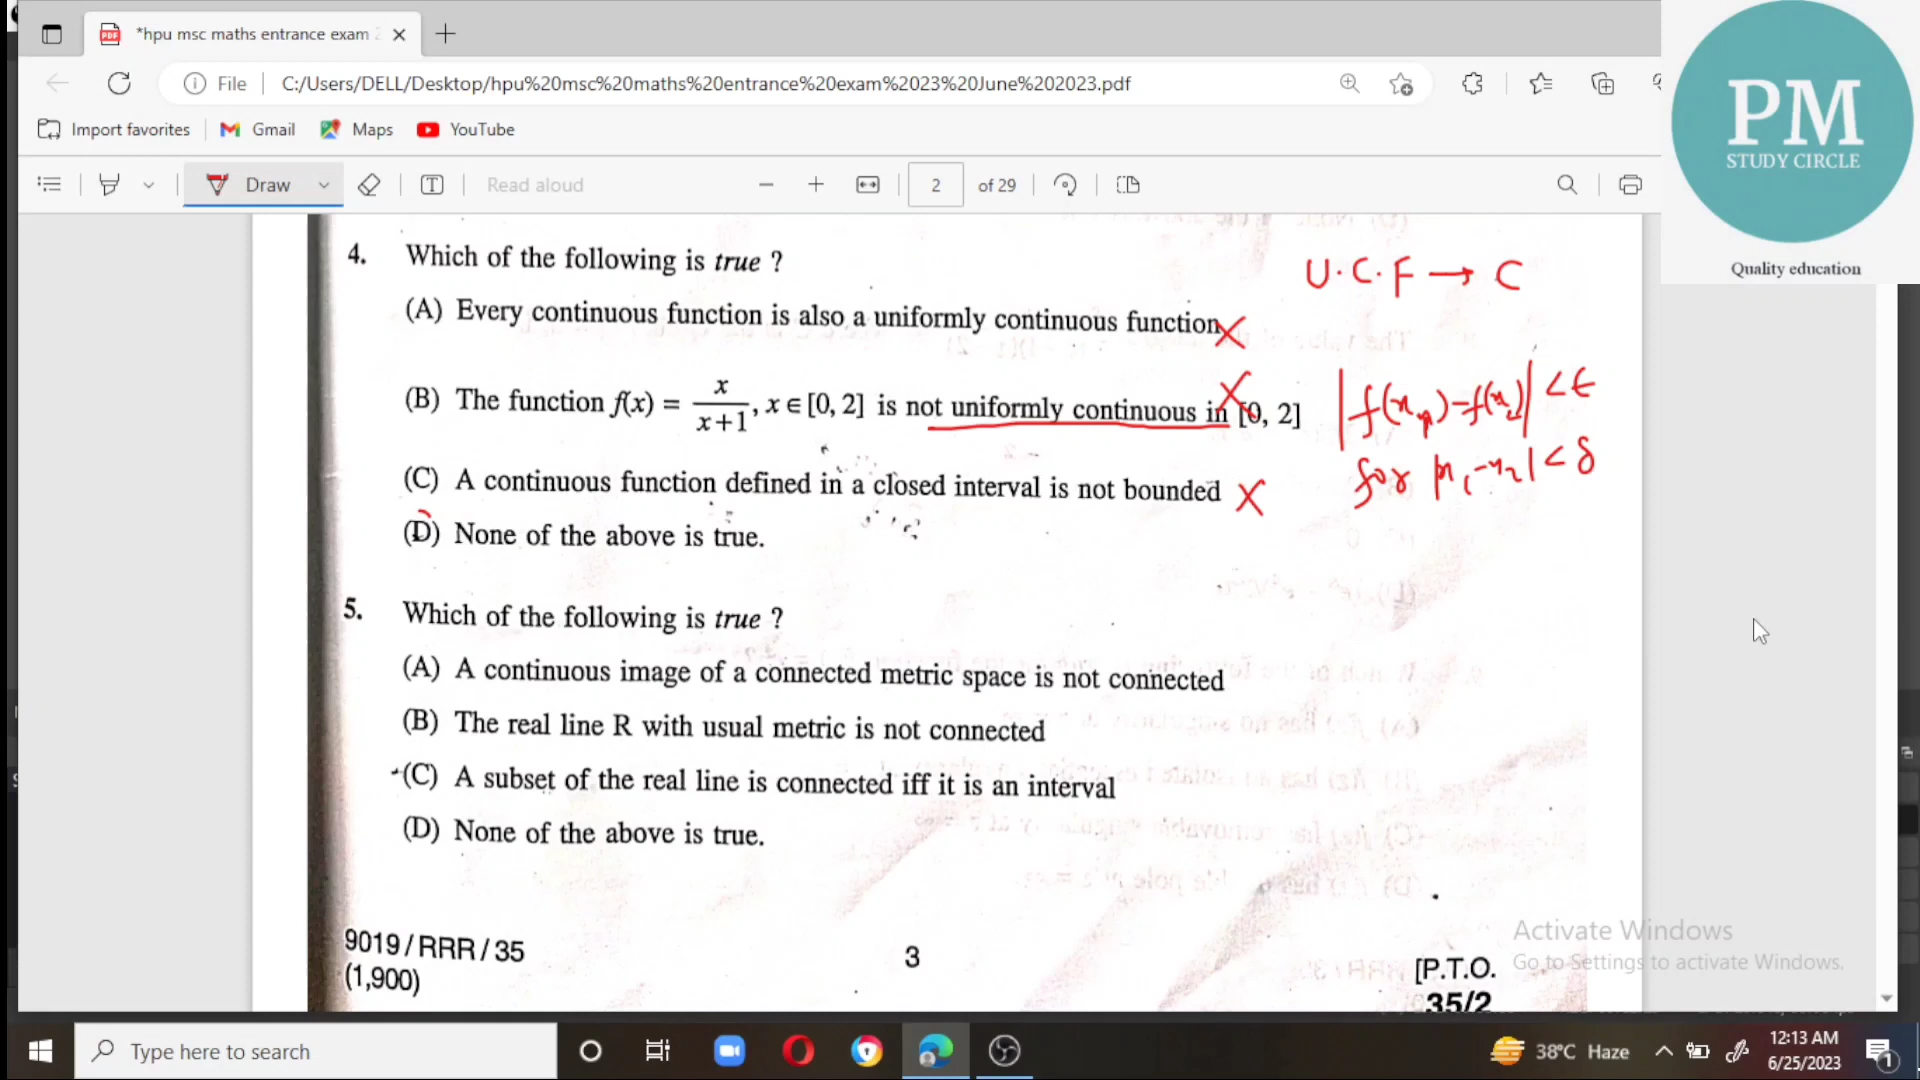 *hpu msc maths entrance exam 2
File
C:/Users/DELL/Desktop/hpu%20msc%20maths%20entrance%20exam%2023%20June%202023.pdf
Import favorites
Gmail
Maps
YouTube
Draw
Read aloud
2
of 29
PM
STUDY CIRCLE
Quality education
4. Which of the following is true ?
U.C.F → C
(A) Every continuous function is also a uniformly continuous function
(B) The function f(x) = x/x+1, x ∈ [0, 2] is not uniformly continuous in [0, 2]
<∈
for |x₁-x₂| < δ
(C) A continuous function defined in a closed interval is not bounded
(D) None of the above is true.
5. Which of the following is true ?
(A) A continuous image of a connected metric space is not connected
(B) The real line R with usual metric is not connected
(C) A subset of the real line is connected iff it is an interval
(D) None of the above is true.
9019/RRR/35
(1,900)
3
[P.T.O.
35/2
Activate Windows
Go to Settings to activate Windows.
Type here to search
38°C Haze
12:13 AM
6/25/2023
1